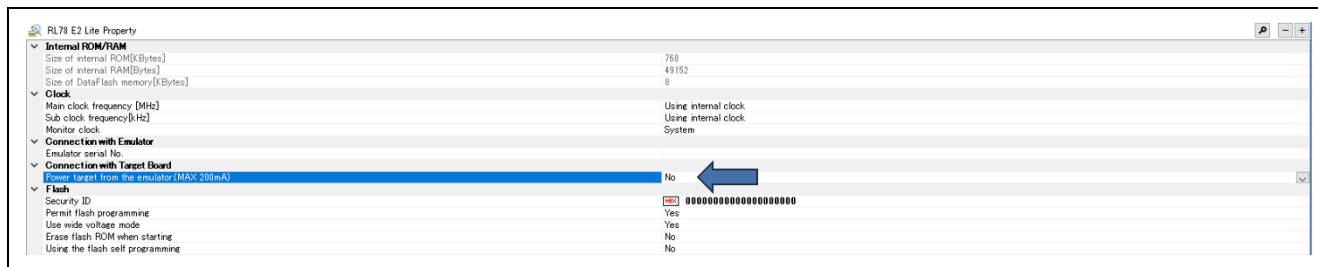 RL78 E2 Lite Property
Internal ROM/RAM
Size of internal ROM[KBytes] 768
Size of internal RAM[Bytes] 49152
Size of DataFlash memory[KBytes] 8
Clock
Main clock frequency [MHz] Using internal clock
Sub clock frequency[kHz] Using internal clock
Monitor clock System
Connection with Emulator
Emulator serial No.
Connection with Target Board
Power target from the emulator.(MAX 200mA) No
Flash
Security ID HEX 00000000000000000000
Permit flash programming Yes
Use wide voltage mode Yes
Erase flash ROM when starting No
Using the flash self programming No